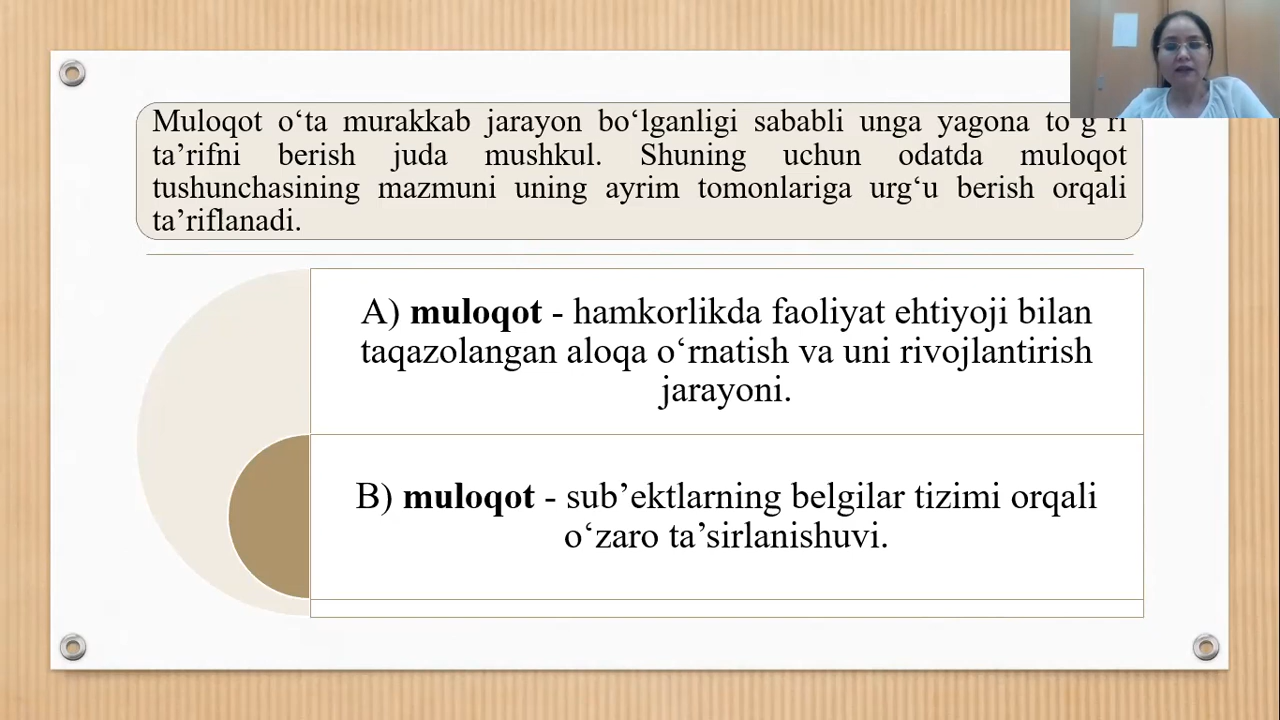 Muloqot o‘ta murakkab jarayon bo‘lganligi sababli unga yagona to‘g‘ri
ta’rifni berish juda mushkul. Shuning uchun odatda muloqot
tushunchasining mazmuni uning ayrim tomonlariga urg‘u berish orqali
ta’riflanadi.
A) muloqot - hamkorlikda faoliyat ehtiyoji bilan
taqazolangan aloqa o‘rnatish va uni rivojlantirish
jarayoni.
B) muloqot - sub’ektlarning belgilar tizimi orqali
o‘zaro ta’sirlanishuvi.